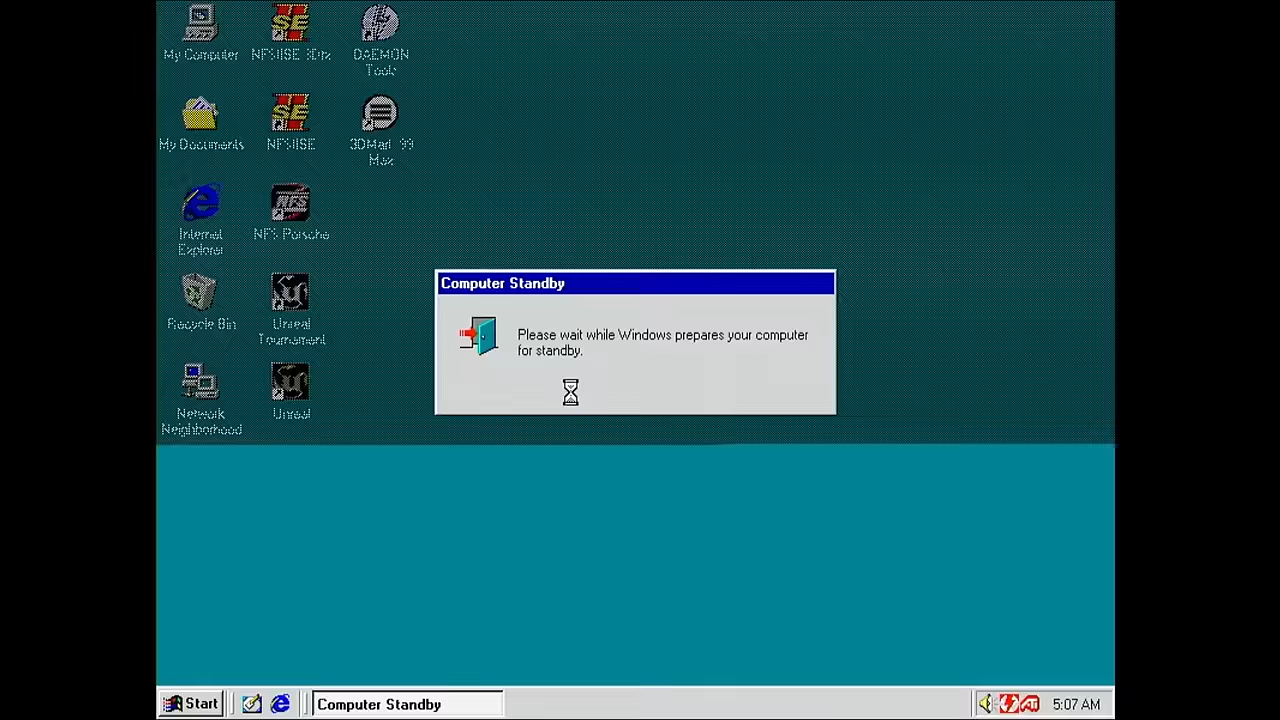 My Computer
NFSIISE 3Dfx
DAEMON
Tools
My Documents
NFSIISE
3DMark 99
Max
Internet
Explorer
NFS Porsche
Recycle Bin
Unreal
Tournament
Network
Neighborhood
Unreal
Computer Standby
Please wait while Windows prepares your computer
for standby.
Start
Computer Standby
5:07 AM